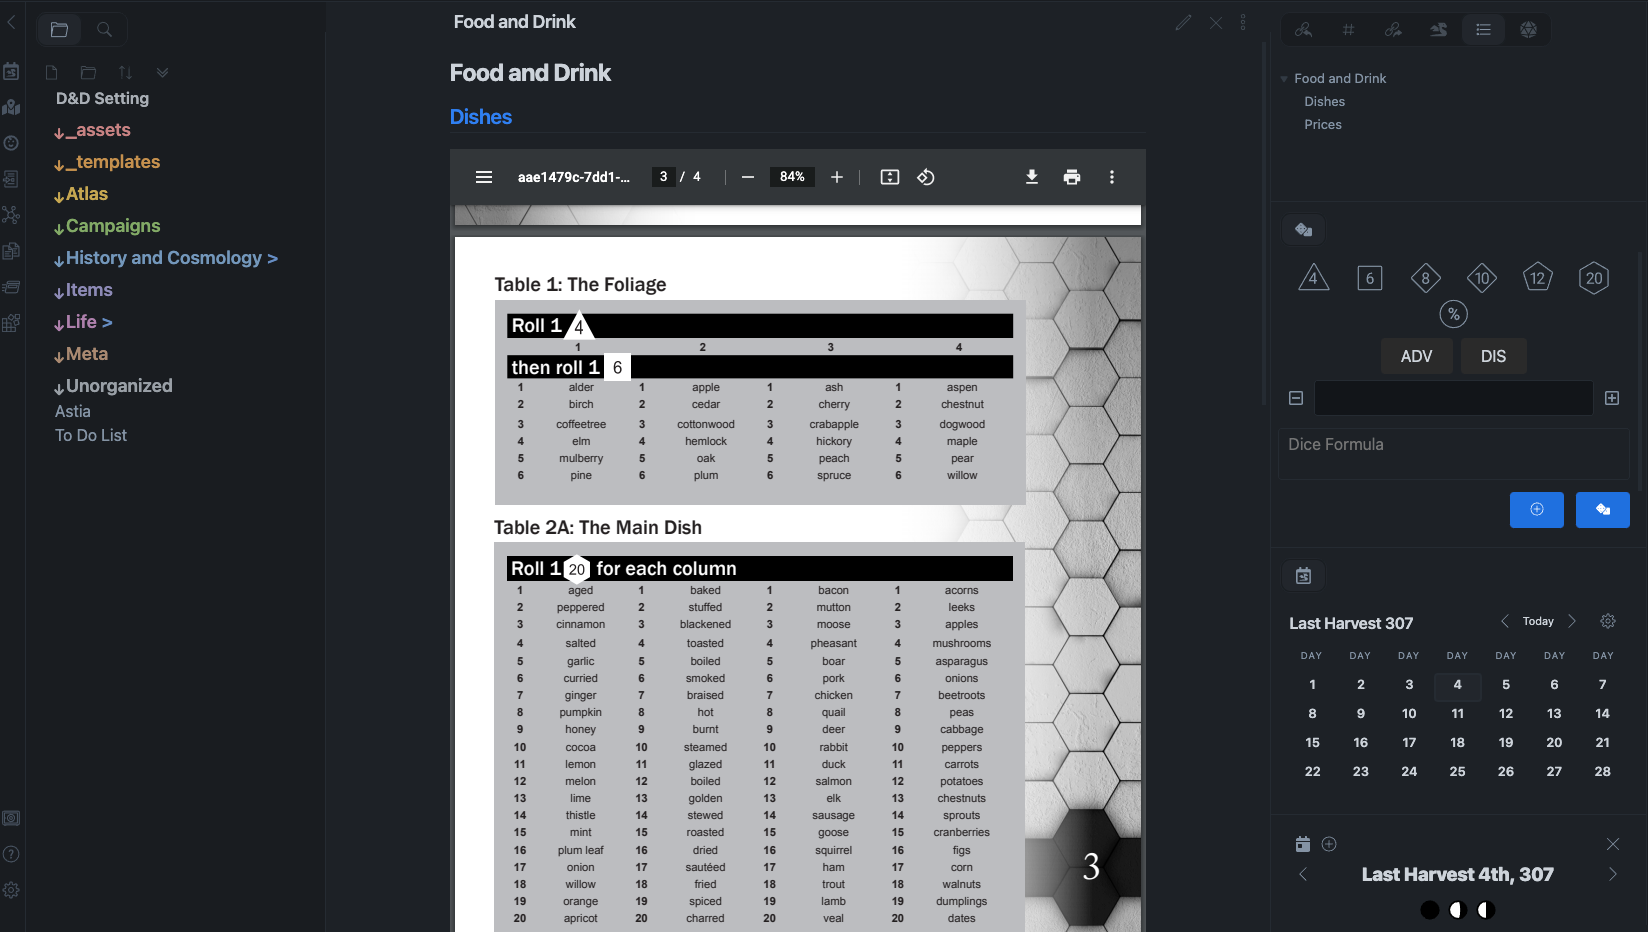 D&D Setting
_assets
_templates
Atlas
Campaigns
History and Cosmology >
Items
Life >
Meta
Unorganized
Astia
To Do List
Food and Drink
Food and Drink
Dishes
aae1479c-7dd1-... 3 / 4 84%
Table 1: The Foliage
Roll 1 4
1 2 3 4
then roll 1 6
1 alder 1 apple 1 ash 1 aspen
2 birch 2 cedar 2 cherry 2 chestnut
3 coffeetree 3 cottonwood 3 crabapple 3 dogwood
4 elm 4 hemlock 4 hickory 4 maple
5 mulberry 5 oak 5 peach 5 pear
6 pine 6 plum 6 spruce 6 willow
Table 2A: The Main Dish
Roll 1 20 for each column
1 aged 1 baked 1 bacon 1 acorns
2 peppered 2 stuffed 2 mutton 2 leeks
3 cinnamon 3 blackened 3 moose 3 apples
4 salted 4 toasted 4 pheasant 4 mushrooms
5 garlic 5 boiled 5 boar 5 asparagus
6 curried 6 smoked 6 pork 6 onions
7 ginger 7 braised 7 chicken 7 beetroots
8 pumpkin 8 hot 8 quail 8 peas
9 honey 9 burnt 9 deer 9 cabbage
10 cocoa 10 steamed 10 rabbit 10 peppers
11 lemon 11 glazed 11 duck 11 carrots
12 melon 12 boiled 12 salmon 12 potatoes
13 lime 13 golden 13 elk 13 chestnuts
14 thistle 14 stewed 14 sausage 14 sprouts
15 mint 15 roasted 15 goose 15 cranberries
16 plum leaf 16 dried 16 squirrel 16 figs
17 onion 17 sautéed 17 ham 17 corn
18 willow 18 fried 18 trout 18 walnuts
19 orange 19 spiced 19 lamb 19 dumplings
20 apricot 20 charred 20 veal 20 dates
3
Food and Drink
Dishes
Prices
4 6 8 10 12 20
%
ADV DIS
Dice Formula
Last Harvest 307 Today
DAY DAY DAY DAY DAY DAY DAY
1 2 3 4 5 6 7
8 9 10 11 12 13 14
15 16 17 18 19 20 21
22 23 24 25 26 27 28
Last Harvest 4th, 307